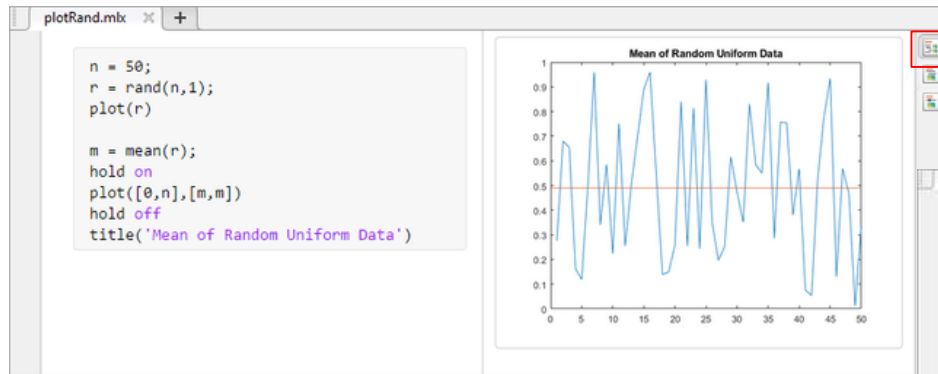 plotRand.mlx
n = 50;
r = rand(n,1);
plot(r)
m = mean(r);
hold on
plot([0,n],[m,m])
hold off
title('Mean of Random Uniform Data')
Mean of Random Uniform Data
1
0.9
0.8
0.7
0.6
0.5
0.4
0.3
0.2
0.1
0
0 5 10 15 20 25 30 35 40 45 50